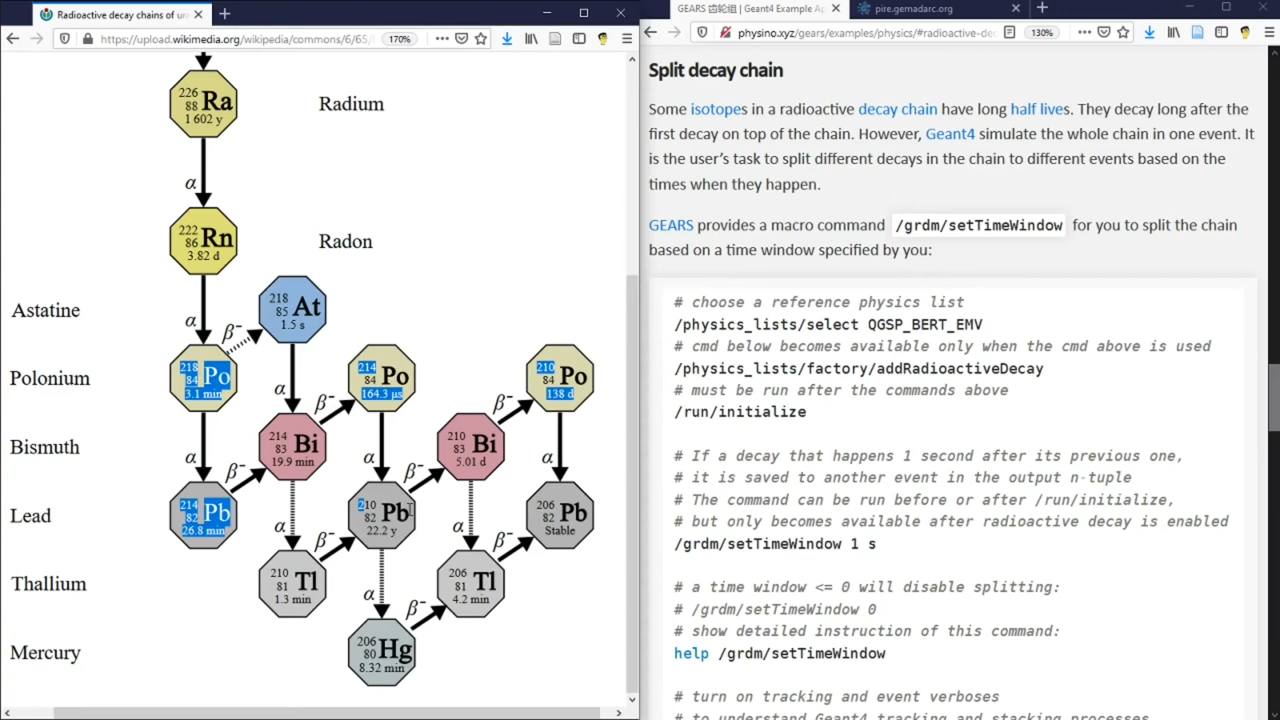 Radioactive decay chains of ura
GEARS 齿轮组 | Geant4 Example Ap
pire.gemadarc.org
https://upload.wikimedia.org/wikipedia/commons/6/65/
170%
physino.xyz/gears/examples/physics/#radioactive-dec
130%
226
88
Ra
1 602 y
Radium
α
222
86
Rn
3.82 d
Radon
α
β-
Astatine
218
85
At
1.5 s
α
Polonium
218
84
Po
3.1 min
214
84
Po
164.3 µs
210
84
Po
138 d
α
β-
α
β-
α
Bismuth
214
83
Bi
19.9 min
210
83
Bi
5.01 d
β-
β-
Lead
214
82
Pb
26.8 min
210
82
Pb
22.2 y
206
82
Pb
Stable
α
β-
α
β-
Thallium
210
81
Tl
1.3 min
206
81
Tl
4.2 min
α
β-
Mercury
206
80
Hg
8.32 min
Split decay chain
Some isotopes in a radioactive decay chain have long half lives. They decay long after the
first decay on top of the chain. However, Geant4 simulate the whole chain in one event. It
is the user's task to split different decays in the chain to different events based on the
times when they happen.
GEARS provides a macro command /grdm/setTimeWindow for you to split the chain
based on a time window specified by you:
# choose a reference physics list
/physics_lists/select QGSP_BERT_EMV
# cmd below becomes available only when the cmd above is used
/physics_lists/factory/addRadioactiveDecay
# must be run after the commands above
/run/initialize
# If a decay that happens 1 second after its previous one,
# it is saved to another event in the output n-tuple
# The command can be run before or after /run/initialize,
# but only becomes available after radioactive decay is enabled
/grdm/setTimeWindow 1 s
# a time window <= 0 will disable splitting:
# /grdm/setTimeWindow 0
# show detailed instruction of this command:
help /grdm/setTimeWindow
# turn on tracking and event verboses
# to understand Geant4 tracking and stacking processes